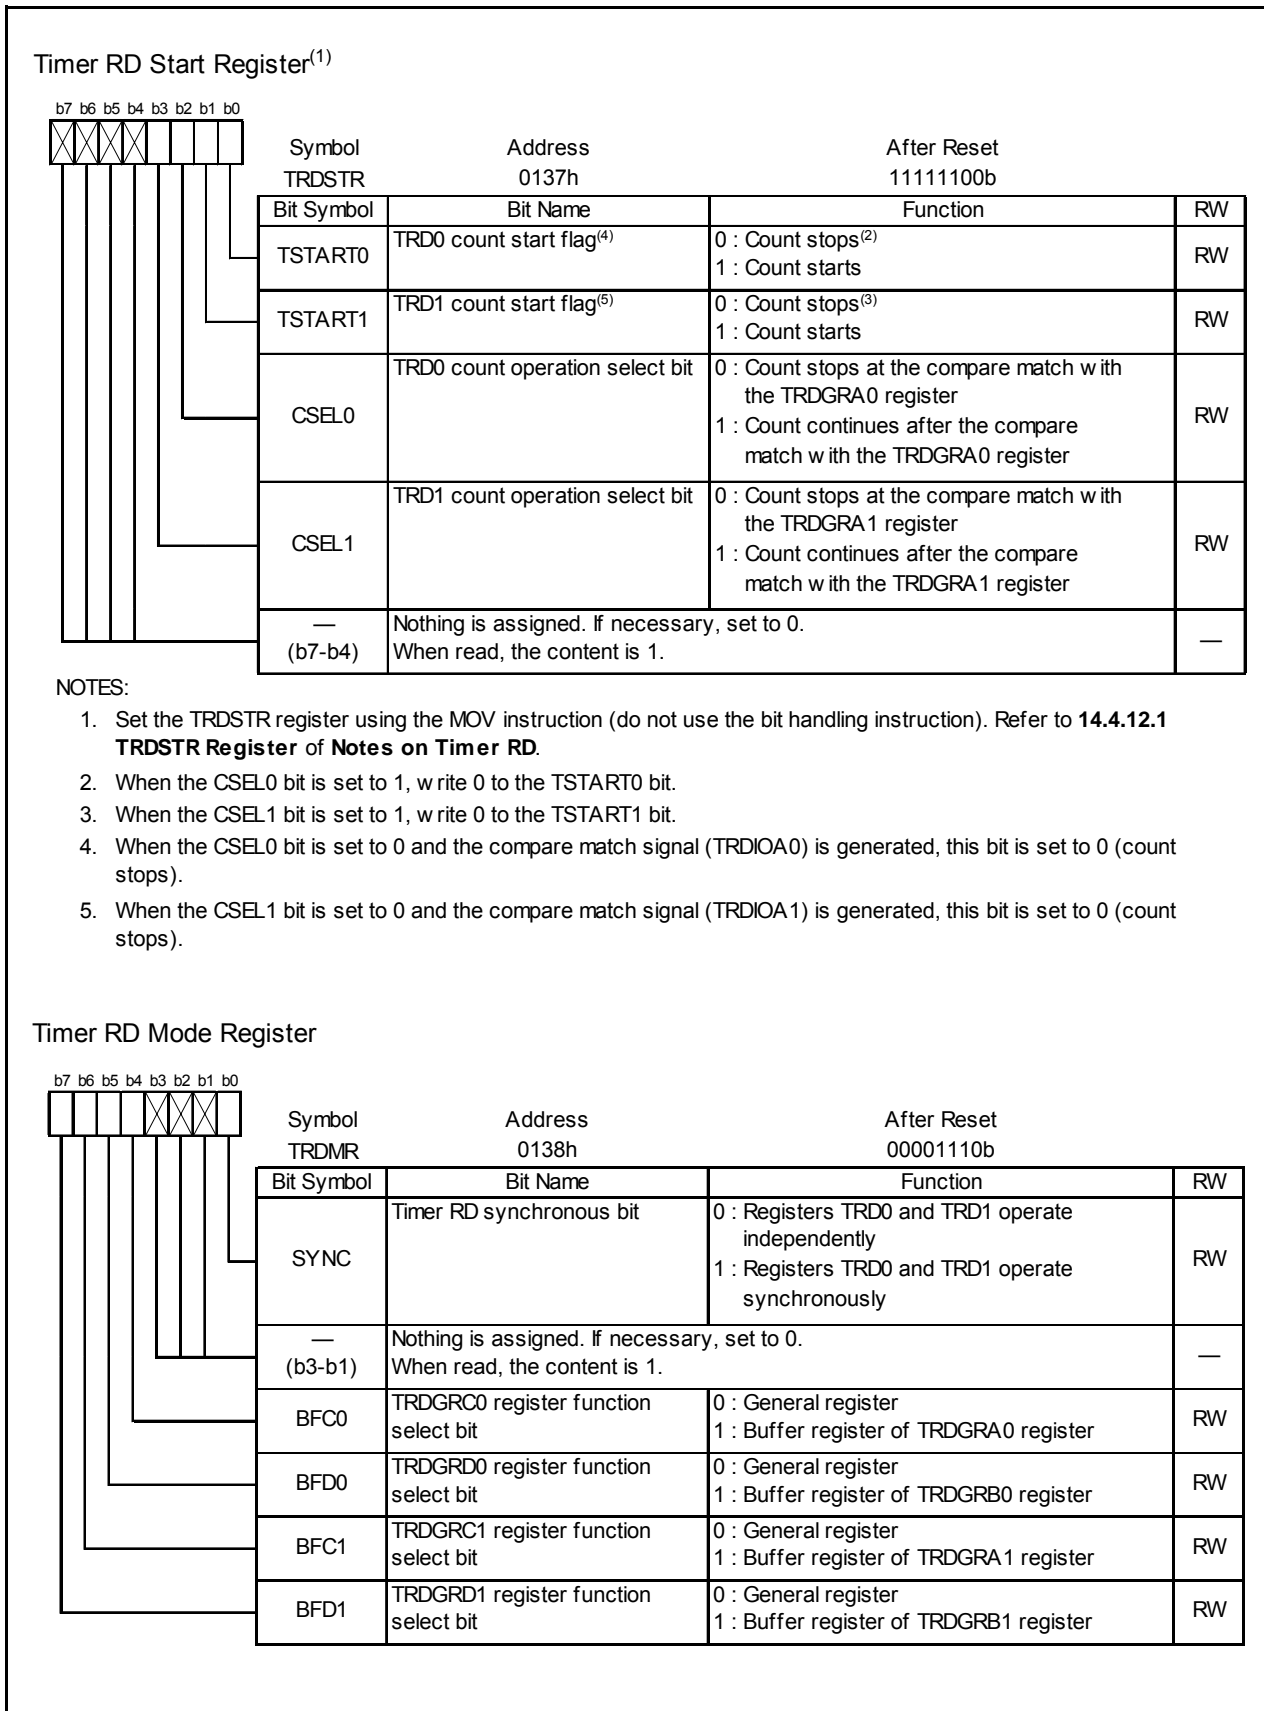 Timer RD Start Register(1)
b7 b6 b5 b4 b3 b2 b1 b0
Symbol Address After Reset
TRDSTR 0137h 11111100b
Bit Symbol Bit Name Function RW
TSTART0 TRD0 count start flag(4) 0 : Count stops(2) RW
1 : Count starts
TSTART1 TRD1 count start flag(5) 0 : Count stops(3) RW
1 : Count starts
CSEL0 TRD0 count operation select bit 0 : Count stops at the compare match with RW
the TRDGRA0 register
1 : Count continues after the compare
match with the TRDGRA0 register
CSEL1 TRD1 count operation select bit 0 : Count stops at the compare match with RW
the TRDGRA1 register
1 : Count continues after the compare
match with the TRDGRA1 register
— Nothing is assigned. If necessary, set to 0. —
(b7-b4) When read, the content is 1.
NOTES:
1. Set the TRDSTR register using the MOV instruction (do not use the bit handling instruction). Refer to 14.4.12.1
TRDSTR Register of Notes on Timer RD.
2. When the CSEL0 bit is set to 1, write 0 to the TSTART0 bit.
3. When the CSEL1 bit is set to 1, write 0 to the TSTART1 bit.
4. When the CSEL0 bit is set to 0 and the compare match signal (TRDIOA0) is generated, this bit is set to 0 (count
stops).
5. When the CSEL1 bit is set to 0 and the compare match signal (TRDIOA1) is generated, this bit is set to 0 (count
stops).
Timer RD Mode Register
b7 b6 b5 b4 b3 b2 b1 b0
Symbol Address After Reset
TRDMR 0138h 00001110b
Bit Symbol Bit Name Function RW
SYNC Timer RD synchronous bit 0 : Registers TRD0 and TRD1 operate RW
independently
1 : Registers TRD0 and TRD1 operate
synchronously
— Nothing is assigned. If necessary, set to 0. —
(b3-b1) When read, the content is 1.
BFC0 TRDGRC0 register function 0 : General register RW
select bit 1 : Buffer register of TRDGRA0 register
BFD0 TRDGRD0 register function 0 : General register RW
select bit 1 : Buffer register of TRDGRB0 register
BFC1 TRDGRC1 register function 0 : General register RW
select bit 1 : Buffer register of TRDGRA1 register
BFD1 TRDGRD1 register function 0 : General register RW
select bit 1 : Buffer register of TRDGRB1 register